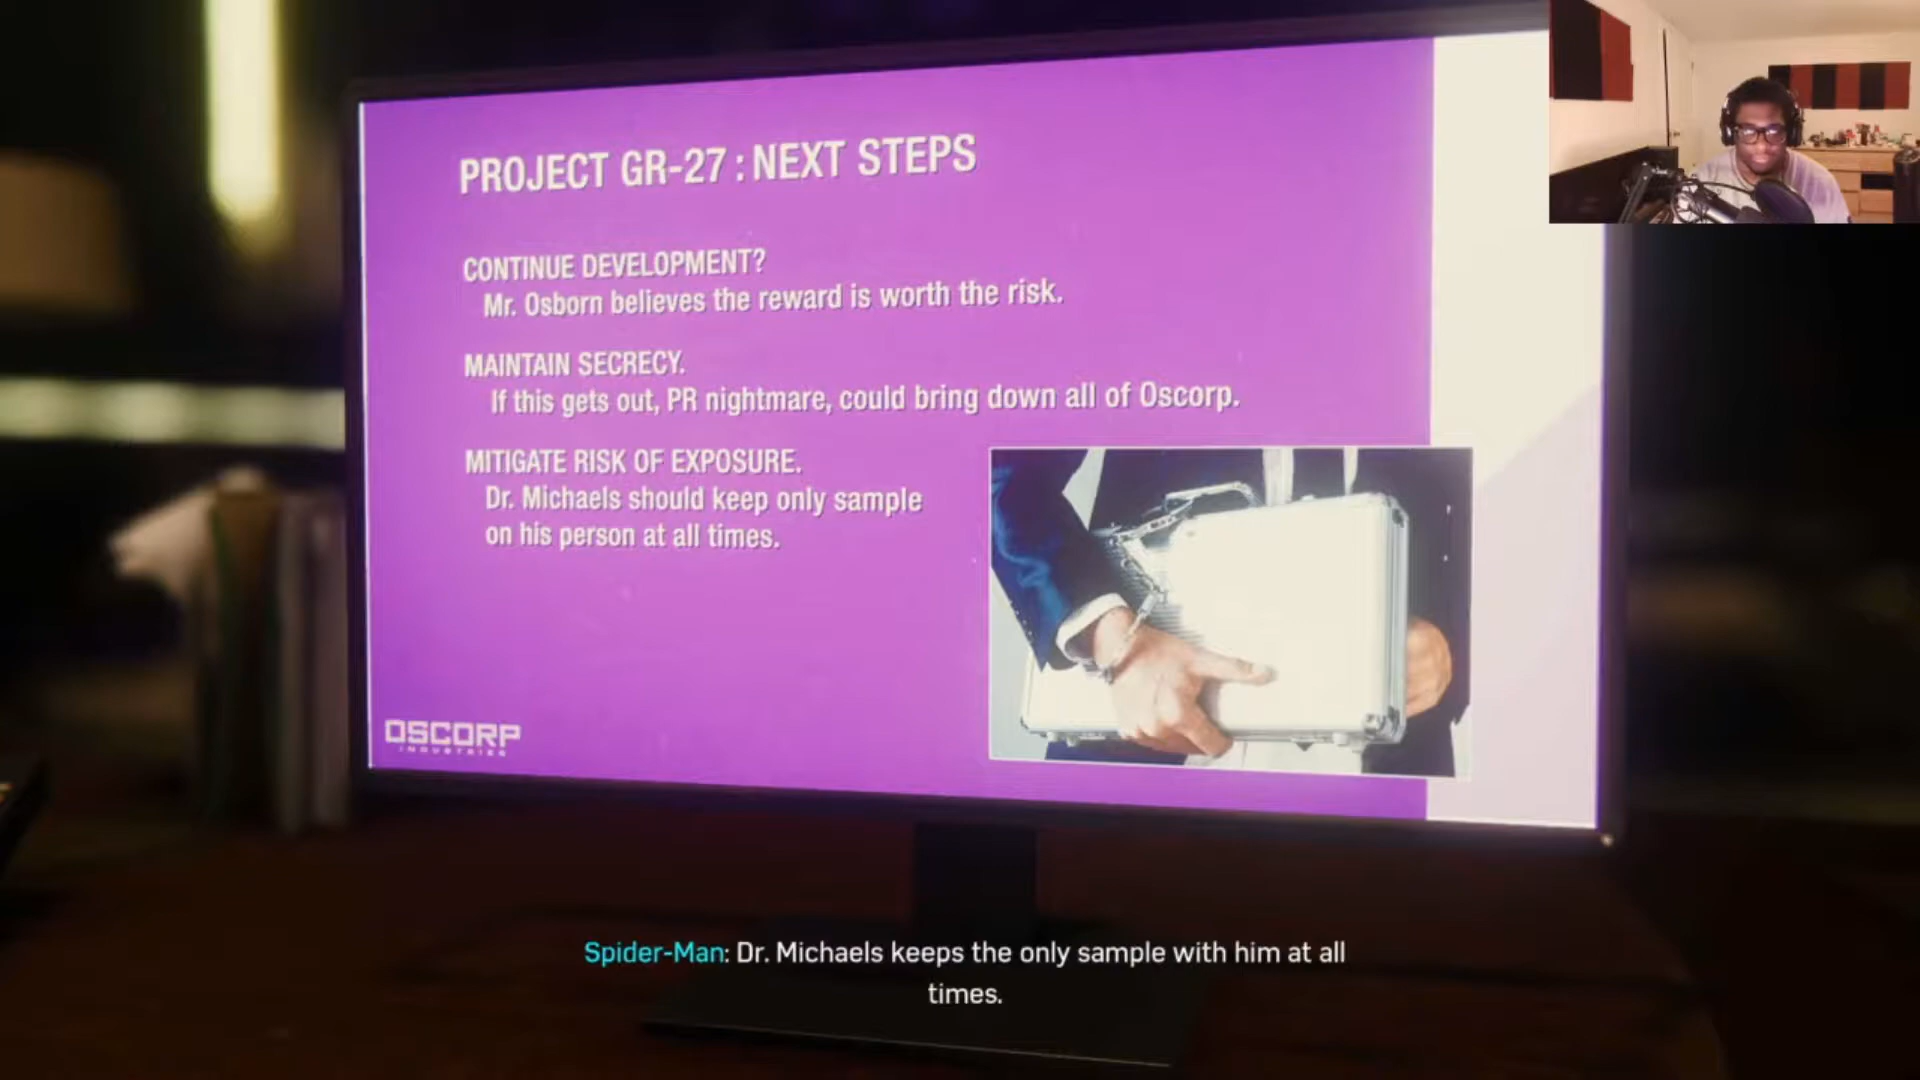 PROJECT GR-27 : NEXT STEPS
CONTINUE DEVELOPMENT?
Mr. Osborn believes the reward is worth the risk.
MAINTAIN SECRECY.
If this gets out, PR nightmare, could bring down all of Oscorp.
MITIGATE RISK OF EXPOSURE.
Dr. Michaels should keep only sample
on his person at all times.
OSCORP
INDUSTRIES
Spider-Man: Dr. Michaels keeps the only sample with him at all
times.